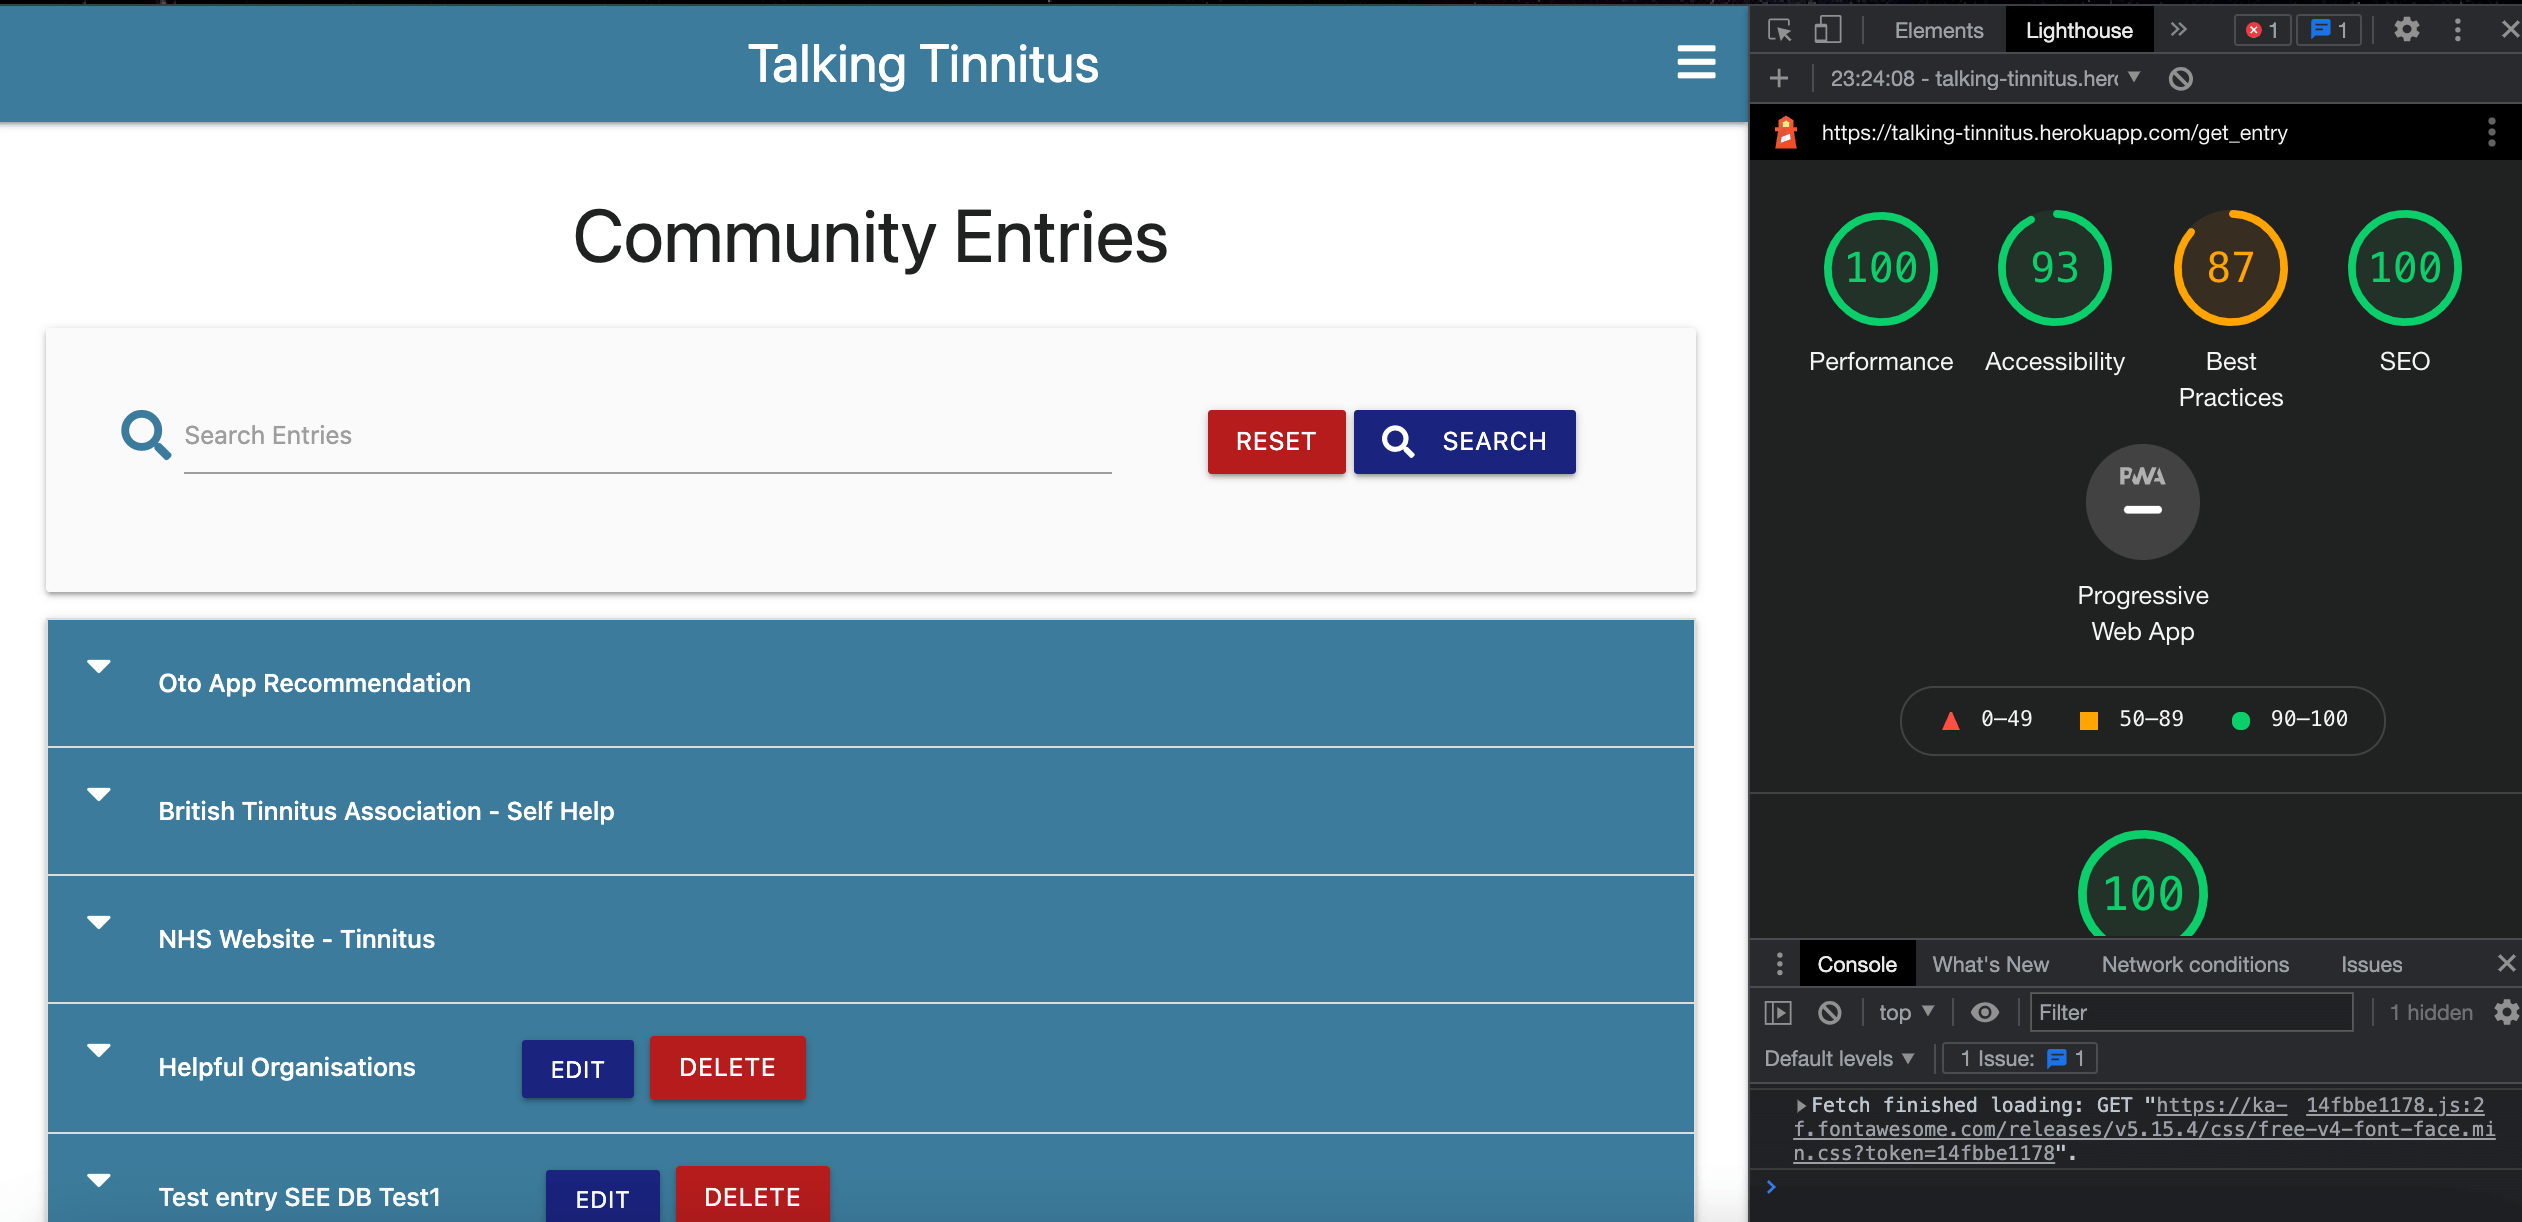 Talking Tinnitus
Community Entries
Search Entries
RESET
SEARCH
Oto App Recommendation
British Tinnitus Association - Self Help
NHS Website - Tinnitus
Helpful Organisations
EDIT
DELETE
Test entry SEE DB Test1
EDIT
DELETE
Elements
Lighthouse
1
1
23:24:08 - talking-tinnitus.her
https://talking-tinnitus.herokuapp.com/get_entry
100
Performance
93
Accessibility
87
Best
Practices
100
SEO
PWA
Progressive
Web App
0–49
50–89
90–100
100
Console
What's New
Network conditions
Issues
top
Filter
1 hidden
Default levels
1 Issue:
1
Fetch finished loading: GET "https://ka- 14fbbe1178.js:2
f.fontawesome.com/releases/v5.15.4/css/free-v4-font-face.mi
n.css?token=14fbbe1178".